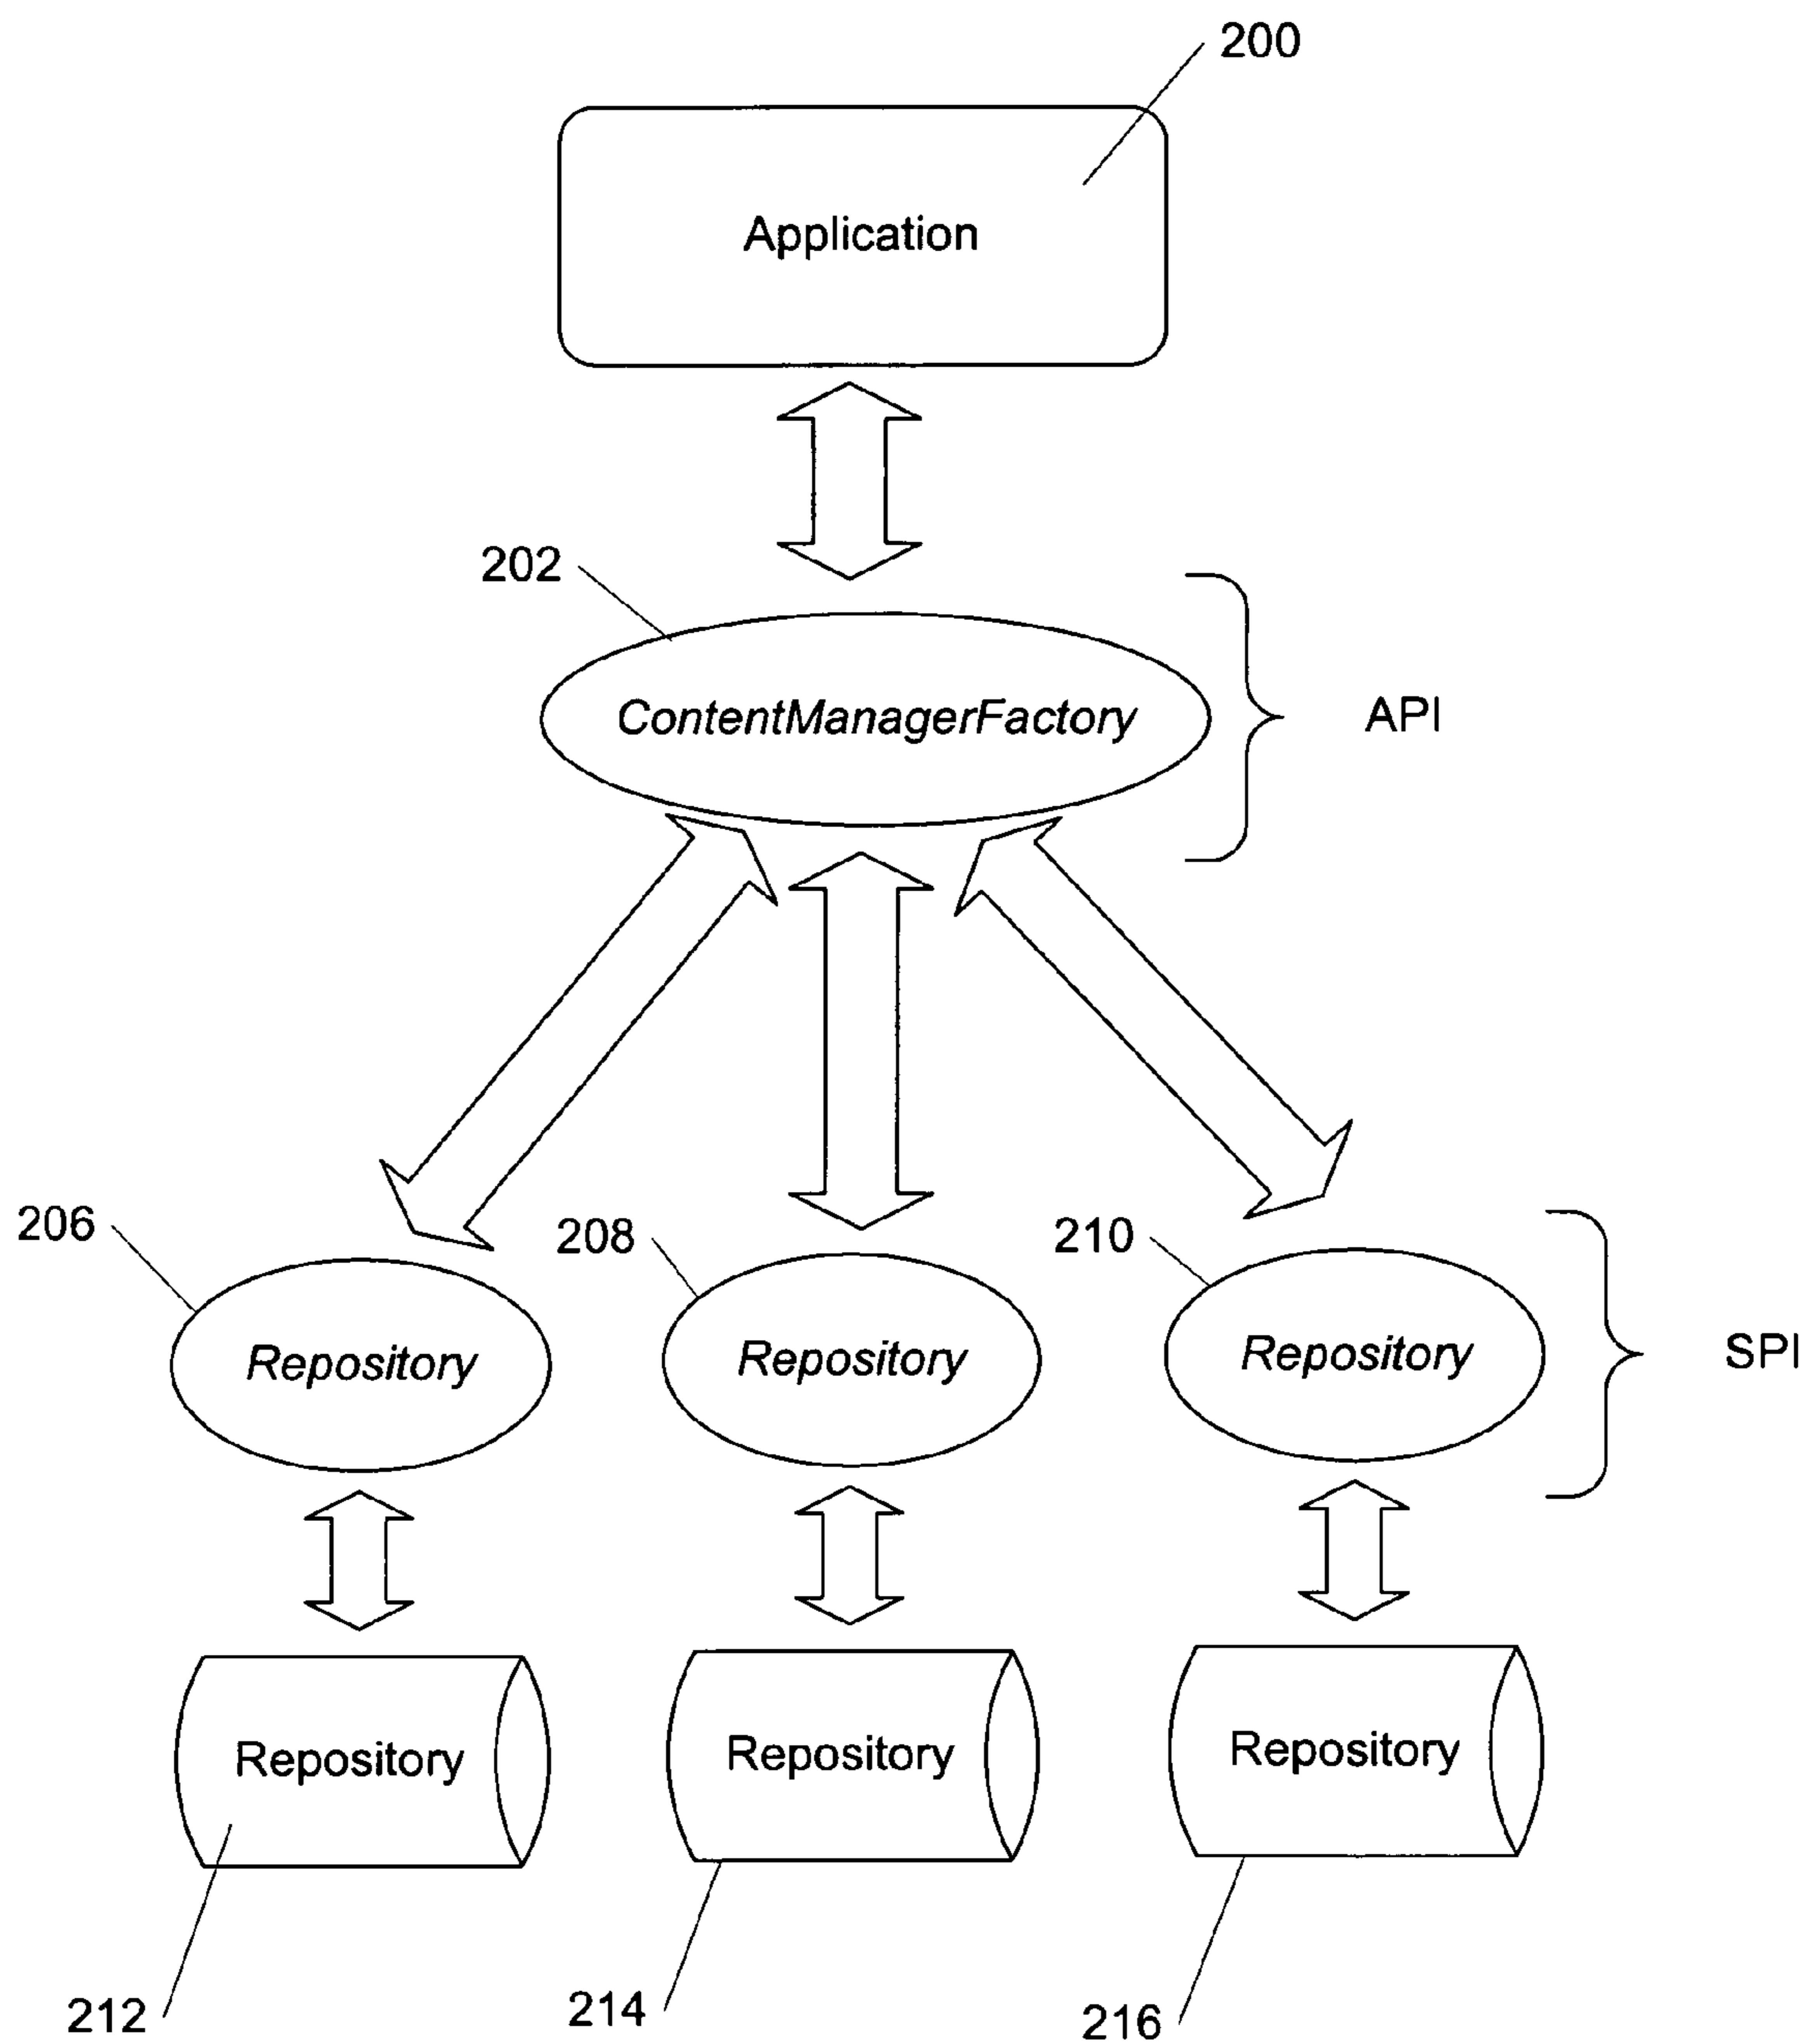 200
Application
202
ContentManagerFactory
API
206
208
210
Repository
Repository
Repository
SPI
Repository
Repository
Repository
212
214
216